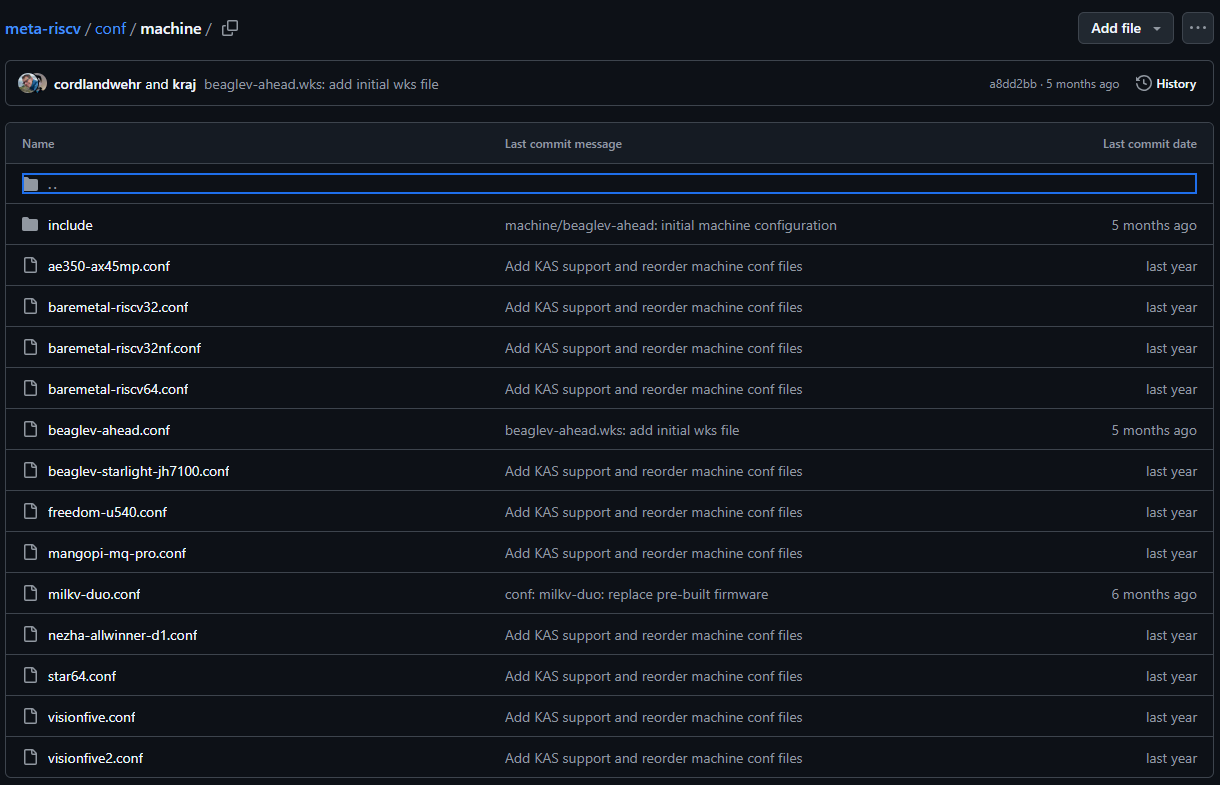 meta-riscv / conf / machine /
Add file
cordlandwehr and kraj beaglev-ahead.wks: add initial wks file
a8dd2bb · 5 months ago
History
Name Last commit message Last commit date
..
include machine/beaglev-ahead: initial machine configuration 5 months ago
ae350-ax45mp.conf Add KAS support and reorder machine conf files last year
baremetal-riscv32.conf Add KAS support and reorder machine conf files last year
baremetal-riscv32nf.conf Add KAS support and reorder machine conf files last year
baremetal-riscv64.conf Add KAS support and reorder machine conf files last year
beaglev-ahead.conf beaglev-ahead.wks: add initial wks file 5 months ago
beaglev-starlight-jh7100.conf Add KAS support and reorder machine conf files last year
freedom-u540.conf Add KAS support and reorder machine conf files last year
mangopi-mq-pro.conf Add KAS support and reorder machine conf files last year
milkv-duo.conf conf: milkv-duo: replace pre-built firmware 6 months ago
nezha-allwinner-d1.conf Add KAS support and reorder machine conf files last year
star64.conf Add KAS support and reorder machine conf files last year
visionfive.conf Add KAS support and reorder machine conf files last year
visionfive2.conf Add KAS support and reorder machine conf files last year